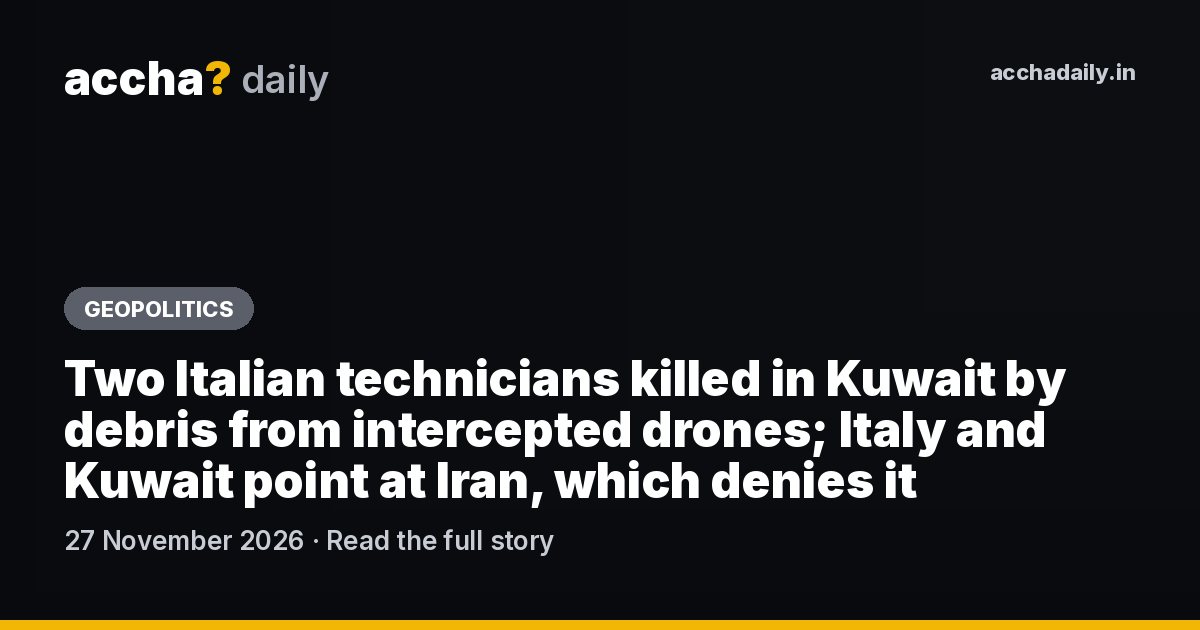 accha? daily
acchadaily.in
GEOPOLITICS
Two Italian technicians killed in Kuwait by
debris from intercepted drones; Italy and
Kuwait point at Iran, which denies it
27 November 2026 · Read the full story